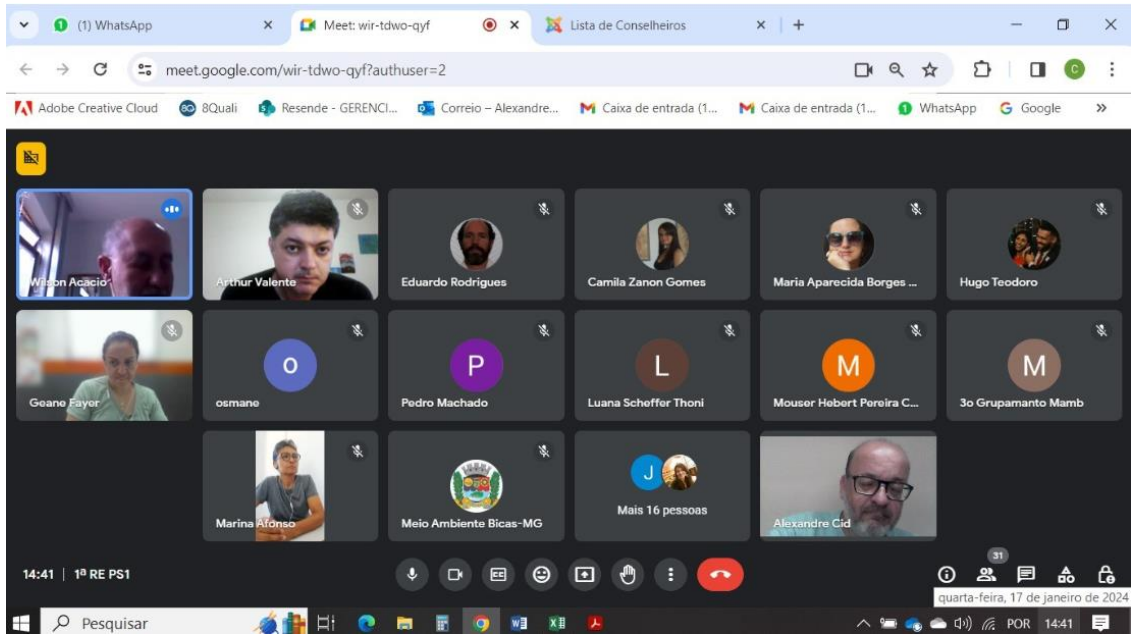 (1) WhatsApp
Meet: wir-tdwo-qyf
Lista de Conselheiros
meet.google.com/wir-tdwo-qyf?authuser=2
C
Adobe Creative Cloud
8Quali
Resende - GERENCI...
Correio – Alexandre...
Caixa de entrada (1...
Caixa de entrada (1...
WhatsApp
Google
Wilson Acacio
Arthur Valente
Eduardo Rodrigues
Camila Zanon Gomes
Maria Aparecida Borges ...
Hugo Teodoro
o
P
L
M
M
Geane Fayer
osmane
Pedro Machado
Luana Scheffer Thoni
Mouser Hebert Pereira C...
3o Grupamanto Mamb
J
Marina Afonso
Meio Ambiente Bicas-MG
Mais 16 pessoas
Alexandre Cid
14:41 | 1ª RE PS1
CC
31
quarta-feira, 17 de janeiro de 2024
Pesquisar
POR
14:41